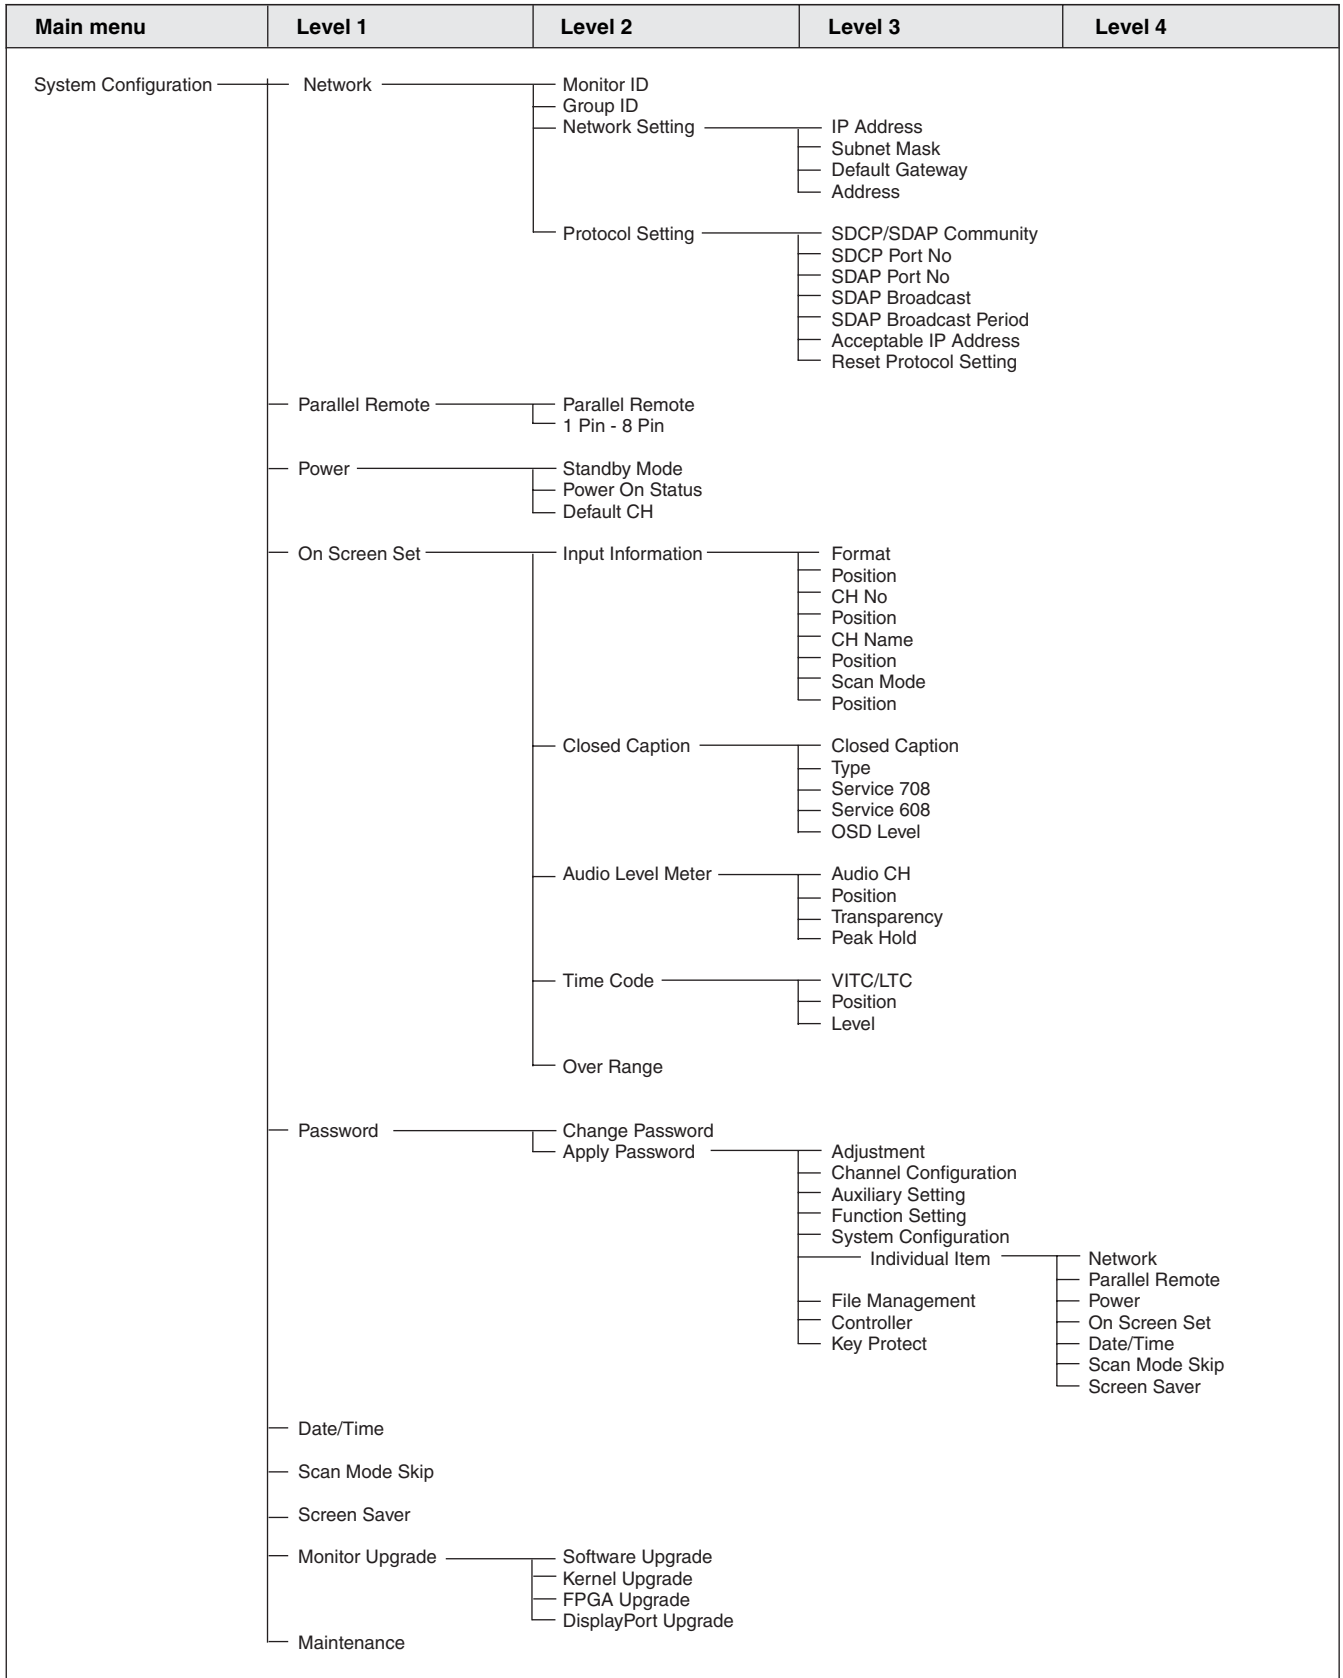 Main menu Level 1 Level 2 Level 3 Level 4
System Configuration Network Monitor ID
Group ID
Network Setting IP Address
Subnet Mask
Default Gateway
Address
Protocol Setting SDCP/SDAP Community
SDCP Port No
SDAP Port No
SDAP Broadcast
SDAP Broadcast Period
Acceptable IP Address
Reset Protocol Setting
Parallel Remote Parallel Remote
1 Pin - 8 Pin
Power Standby Mode
Power On Status
Default CH
On Screen Set Input Information Format
Position
CH No
Position
CH Name
Position
Scan Mode
Position
Closed Caption Closed Caption
Type
Service 708
Service 608
OSD Level
Audio Level Meter Audio CH
Position
Transparency
Peak Hold
Time Code VITC/LTC
Position
Level
Over Range
Password Change Password
Apply Password Adjustment
Channel Configuration
Auxiliary Setting
Function Setting
System Configuration
Individual Item Network
Parallel Remote
File Management Power
Controller On Screen Set
Key Protect Date/Time
Scan Mode Skip
Screen Saver
Date/Time
Scan Mode Skip
Screen Saver
Monitor Upgrade Software Upgrade
Kernel Upgrade
FPGA Upgrade
DisplayPort Upgrade
Maintenance